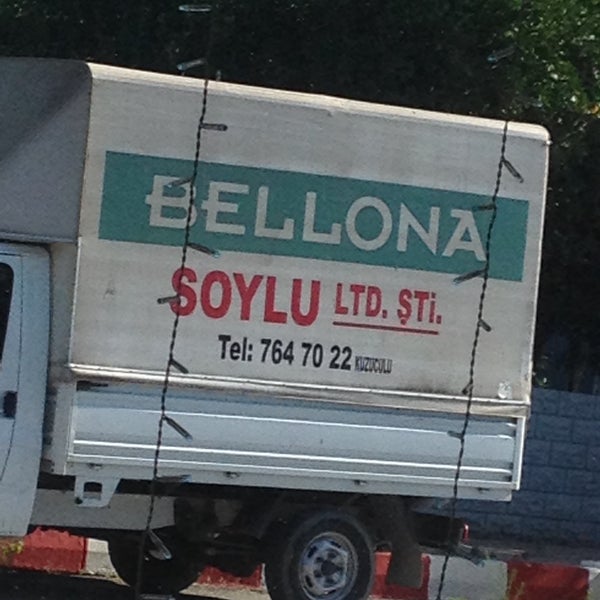 BELLONA
SOYLU LTD. ŞTİ.
Tel: 764 70 22 KUZUCULU